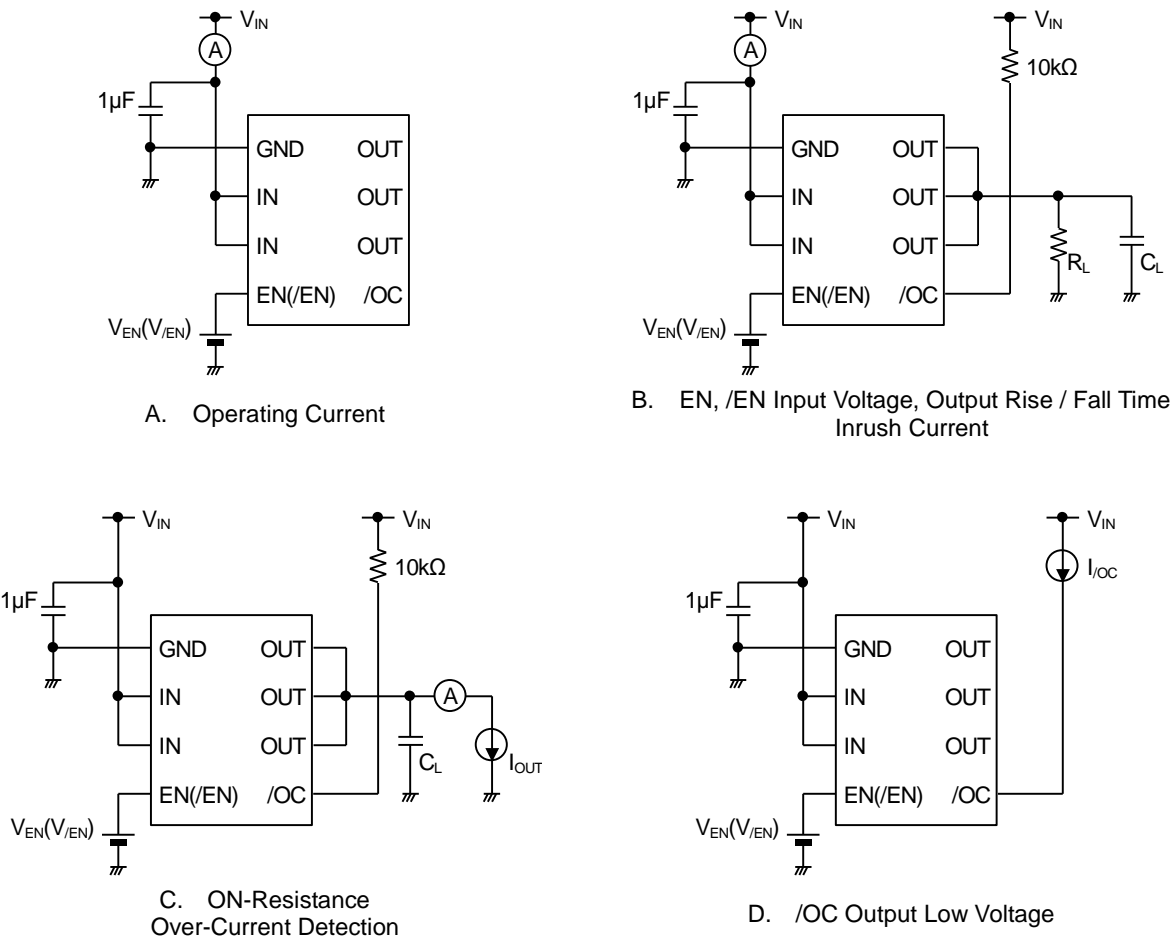 VIN
A
1µF
GND OUT
IN OUT
IN OUT
EN(/EN) /OC
VEN(V/EN)
A. Operating Current
VIN VIN
A
10kΩ
1µF
GND OUT
IN OUT
IN OUT
RL CL
EN(/EN) /OC
VEN(V/EN)
B. EN, /EN Input Voltage, Output Rise / Fall Time
Inrush Current
VIN VIN
10kΩ
1µF
GND OUT
IN OUT A
IN OUT
CL IOUT
EN(/EN) /OC
VEN(V/EN)
C. ON-Resistance
Over-Current Detection
VIN VIN
I/OC
1µF
GND OUT
IN OUT
IN OUT
EN(/EN) /OC
VEN(V/EN)
D. /OC Output Low Voltage